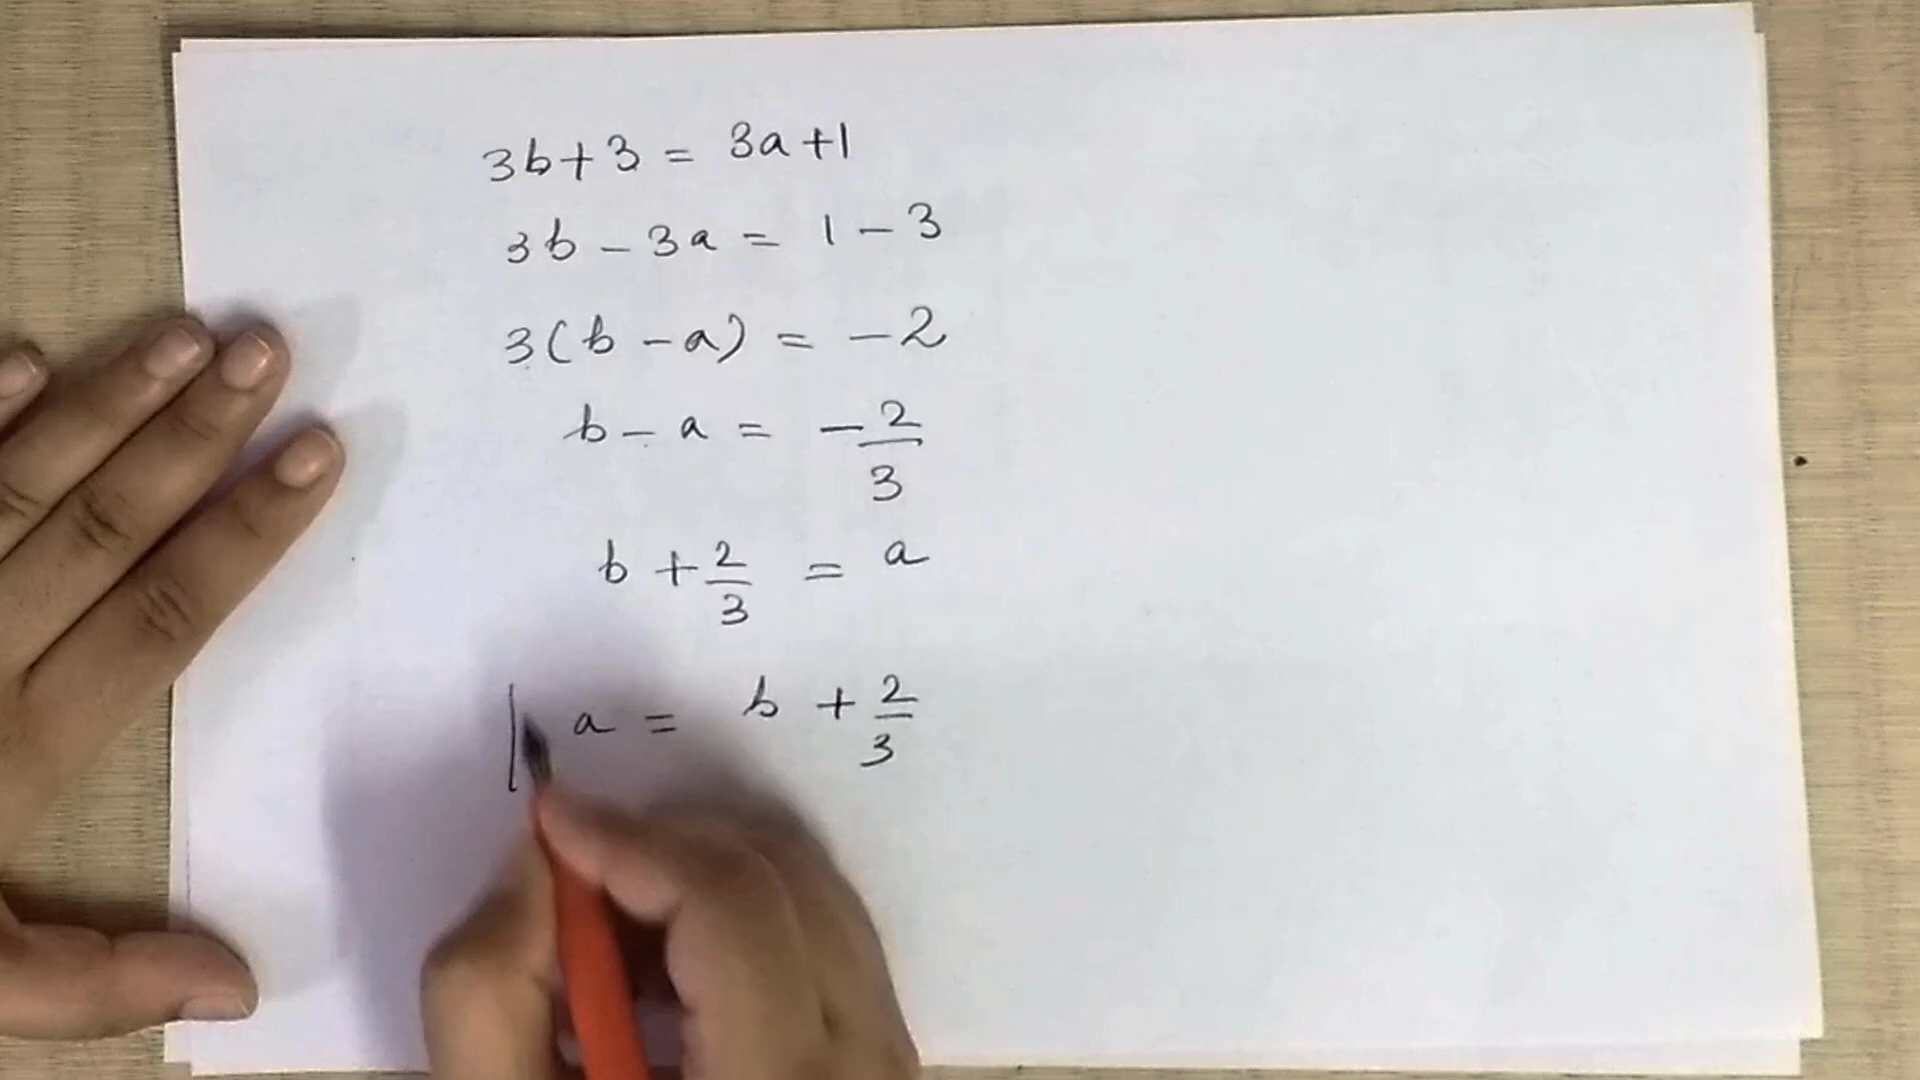 3b+3 = 3a+1
3b - 3a = 1 - 3
3(b - a) = -2
b - a = -2/3
b + 2/3 = a
a = b + 2/3